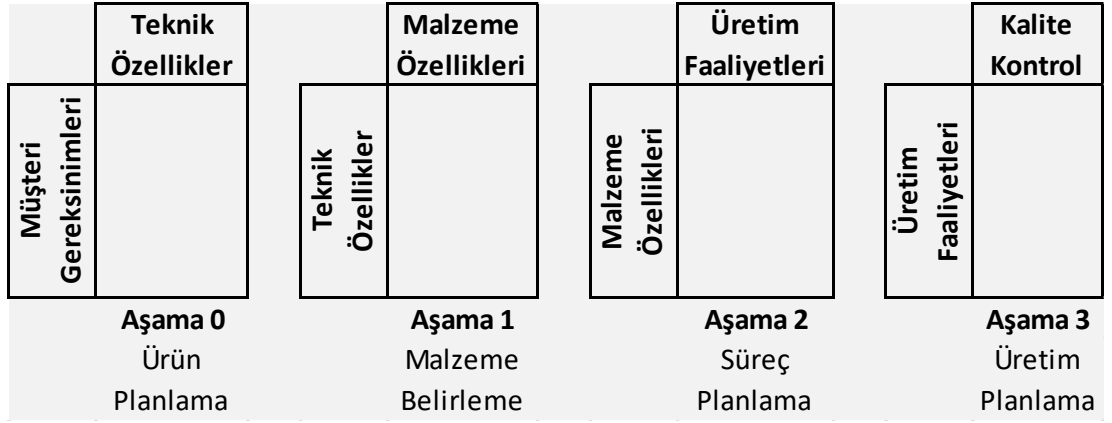 Teknik
Özellikler
Müşteri
Gereksinimleri
Aşama 0
Ürün
Planlama
Malzeme
Özellikleri
Teknik
Özellikler
Aşama 1
Malzeme
Belirleme
Üretim
Faaliyetleri
Malzeme
Özellikleri
Aşama 2
Süreç
Planlama
Kalite
Kontrol
Üretim
Faaliyetleri
Aşama 3
Üretim
Planlama